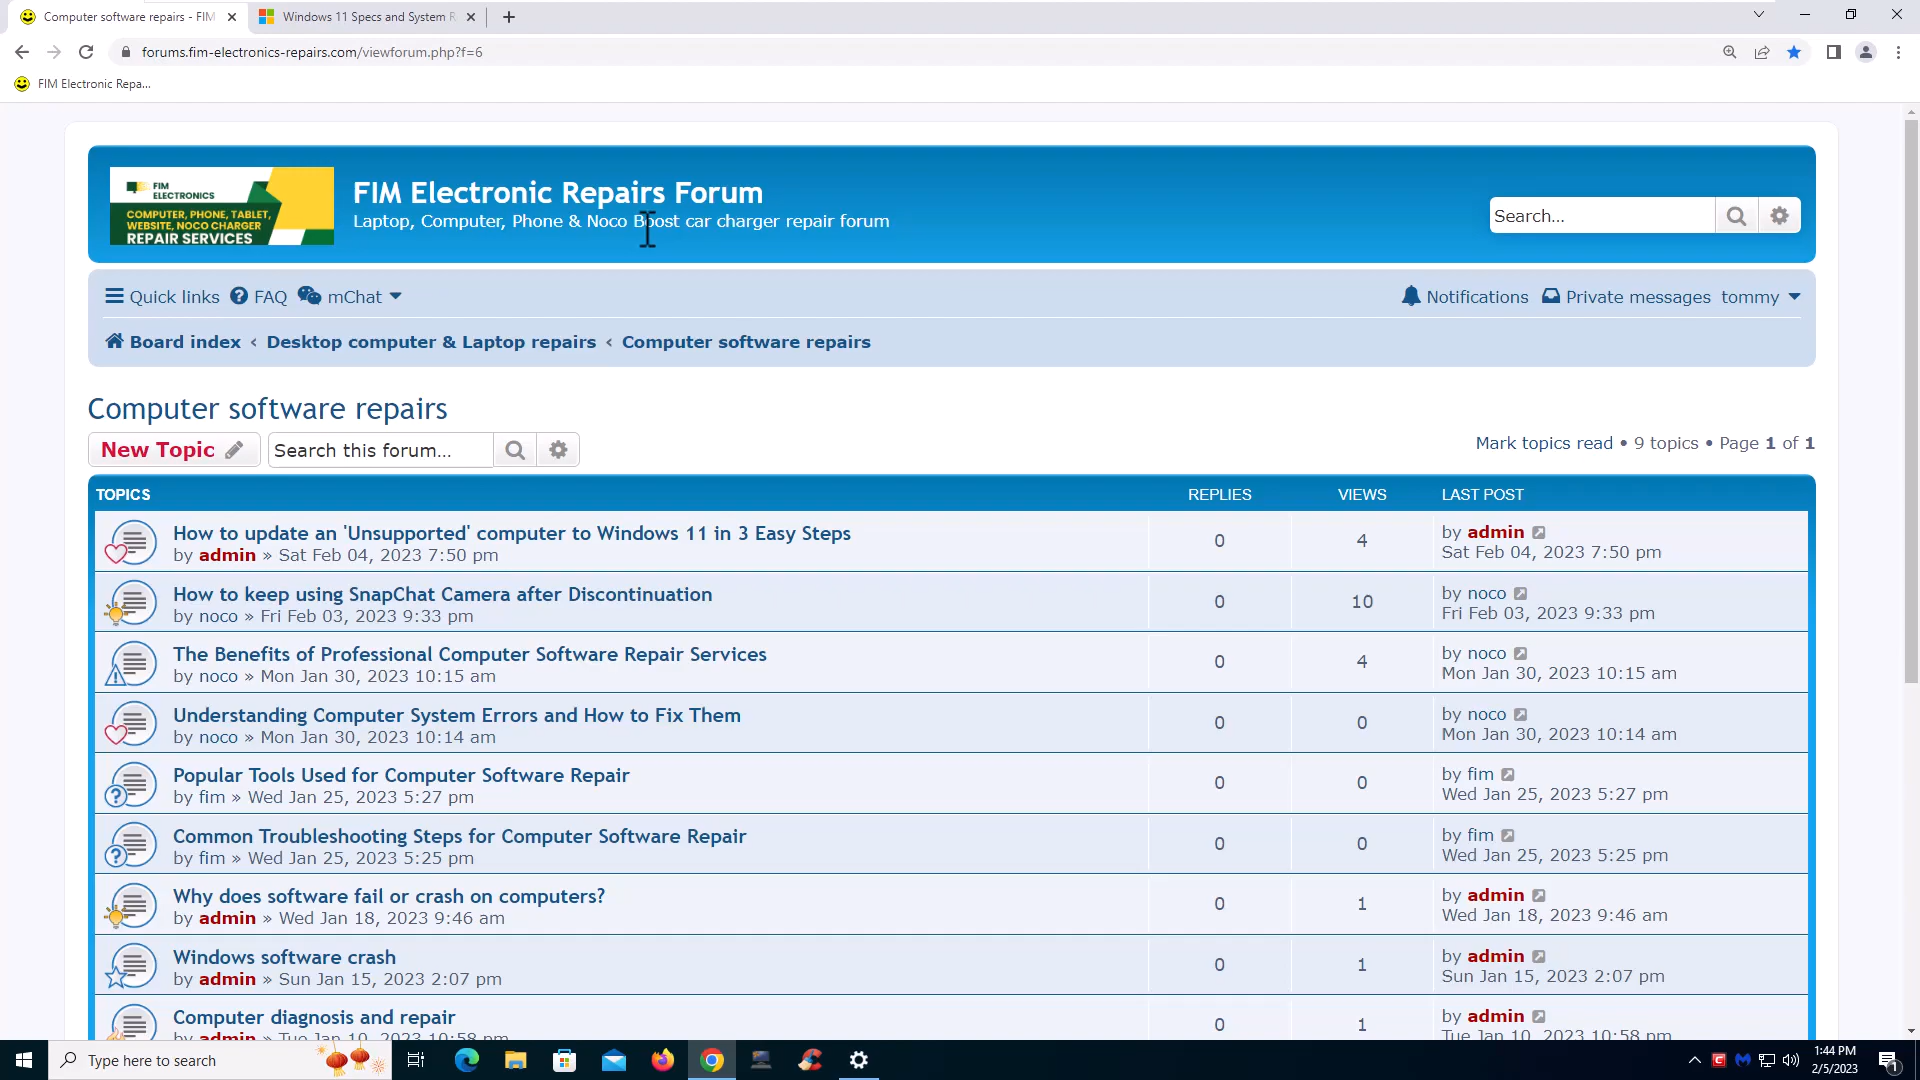 Computer software repairs - FIM
Windows 11 Specs and System R
forums.fim-electronics-repairs.com/viewforum.php?f=6
FIM Electronic Repa...
FIM
ELECTRONICS
COMPUTER, PHONE, TABLET,
WEBSITE, NOCO CHARGER
REPAIR SERVICES
FIM Electronic Repairs Forum
Laptop, Computer, Phone & Noco Boost car charger repair forum
Search...
Quick links FAQ mChat
Notifications Private messages tommy
Board index ‹ Desktop computer & Laptop repairs ‹ Computer software repairs
Computer software repairs
New Topic Search this forum...
Mark topics read • 9 topics • Page 1 of 1
TOPICS REPLIES VIEWS LAST POST
How to update an 'Unsupported' computer to Windows 11 in 3 Easy Steps
by admin » Sat Feb 04, 2023 7:50 pm
0
4
by admin
Sat Feb 04, 2023 7:50 pm
How to keep using SnapChat Camera after Discontinuation
by noco » Fri Feb 03, 2023 9:33 pm
0
10
by noco
Fri Feb 03, 2023 9:33 pm
The Benefits of Professional Computer Software Repair Services
by noco » Mon Jan 30, 2023 10:15 am
0
4
by noco
Mon Jan 30, 2023 10:15 am
Understanding Computer System Errors and How to Fix Them
by noco » Mon Jan 30, 2023 10:14 am
0
0
by noco
Mon Jan 30, 2023 10:14 am
Popular Tools Used for Computer Software Repair
by fim » Wed Jan 25, 2023 5:27 pm
0
0
by fim
Wed Jan 25, 2023 5:27 pm
Common Troubleshooting Steps for Computer Software Repair
by fim » Wed Jan 25, 2023 5:25 pm
0
0
by fim
Wed Jan 25, 2023 5:25 pm
Why does software fail or crash on computers?
by admin » Wed Jan 18, 2023 9:46 am
0
1
by admin
Wed Jan 18, 2023 9:46 am
Windows software crash
by admin » Sun Jan 15, 2023 2:07 pm
0
1
by admin
Sun Jan 15, 2023 2:07 pm
Computer diagnosis and repair
by admin » Tue Jan 10, 2023 10:58 pm
0
1
by admin
Tue Jan 10, 2023 10:58 pm
Type here to search
1:44 PM
2/5/2023
1